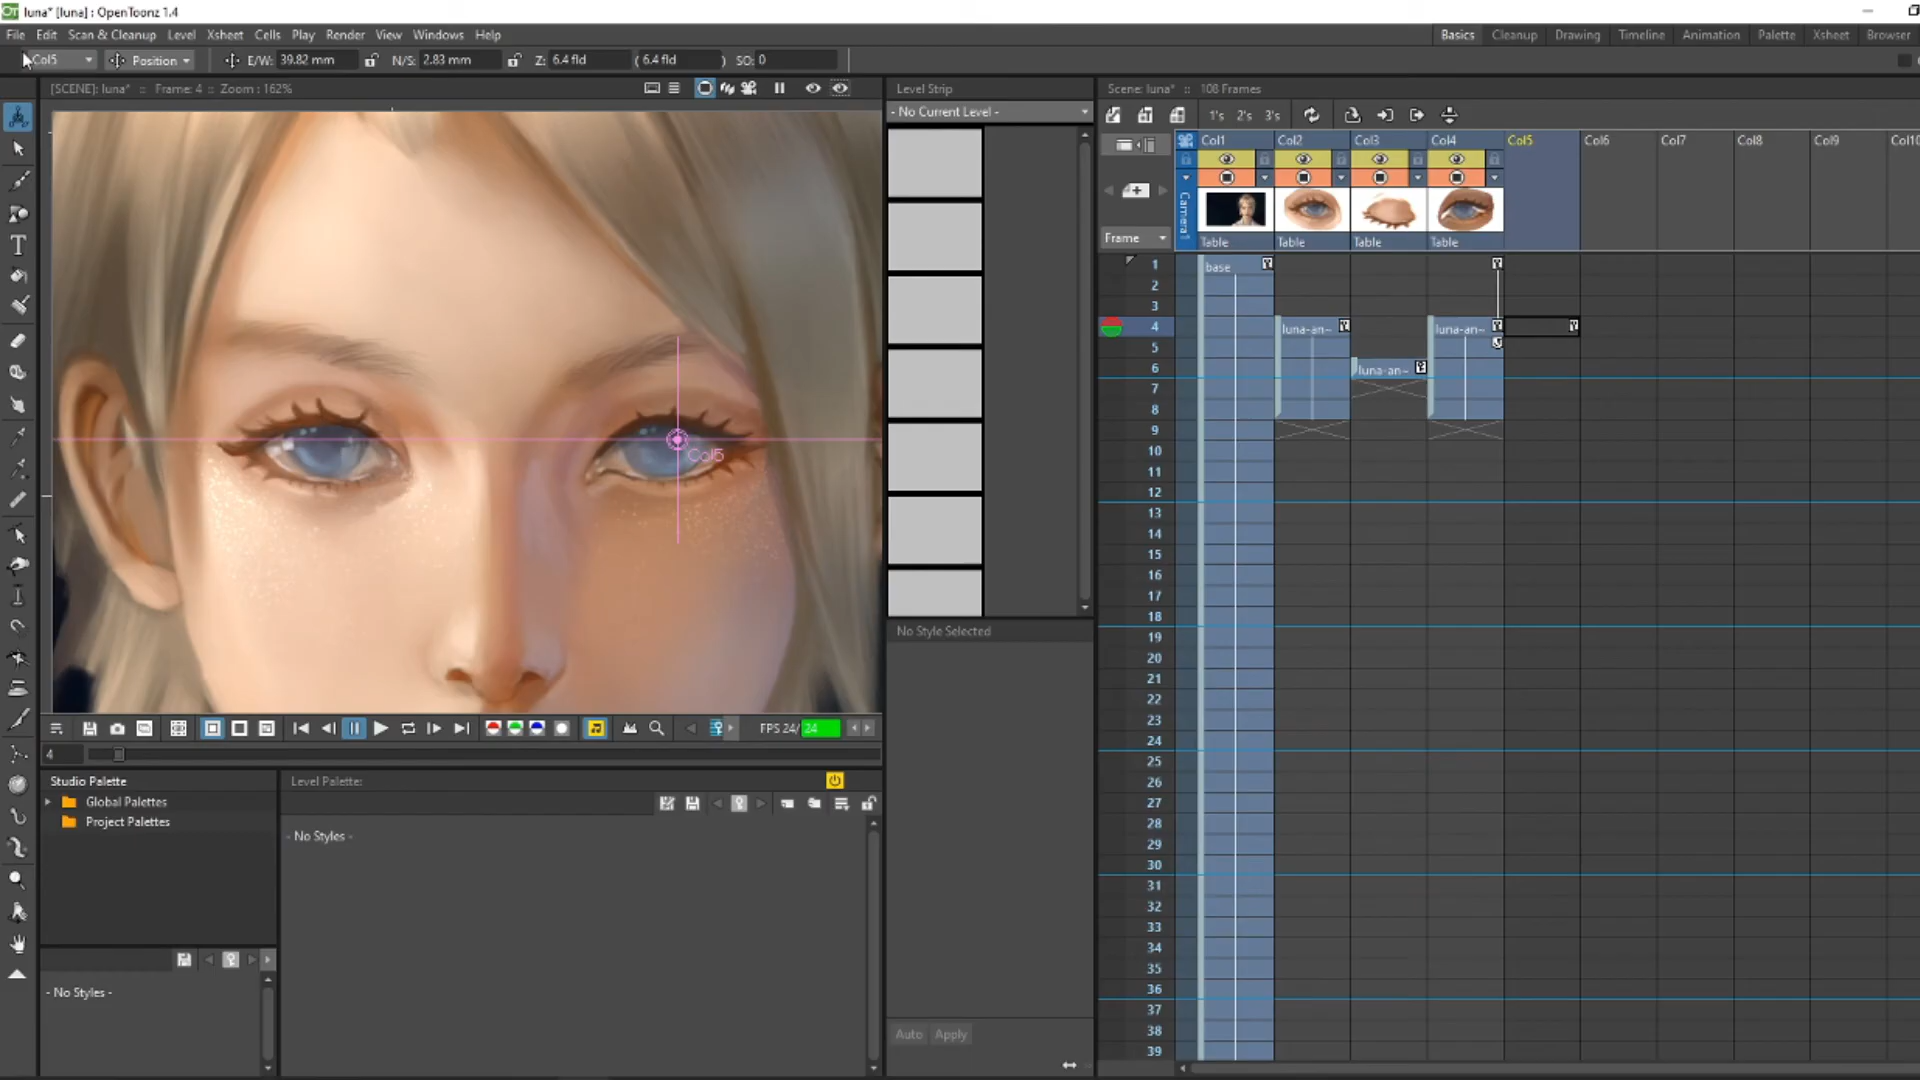 luna* [luna] : OpenToonz 1.4
File Edit Scan & Cleanup Level Xsheet Cells Play Render View Windows Help
Basics Cleanup Drawing Timeline Animation Palette Xsheet Browser
Col5 Position E/W: 39.82 mm N/S: 2.83 mm Z: 6.4 fld ( 6.4 fld ) SO: 0
[SCENE]: luna* :: Frame: 4 :: Zoom : 162%
Level Strip
Scene: luna* :: 108 Frames
- No Current Level -
1's 2's 3's
Col1 Col2 Col3 Col4 Col5 Col6 Col7 Col8 Col9 Col10
Camera1
Frame
Table Table Table Table
1 base
2
3
4 luna-an~ luna-an~
5
6 luna-an~
7
8
9
10
11
12
13
14
15
16
17
18
19
20
21
22
23
24
25
26
27
28
29
30
31
32
33
34
35
36
37
38
39
Col5
No Style Selected
FPS 24/ 24
4
Studio Palette
Global Palettes
Project Palettes
Level Palette:
- No Styles -
- No Styles -
Auto Apply